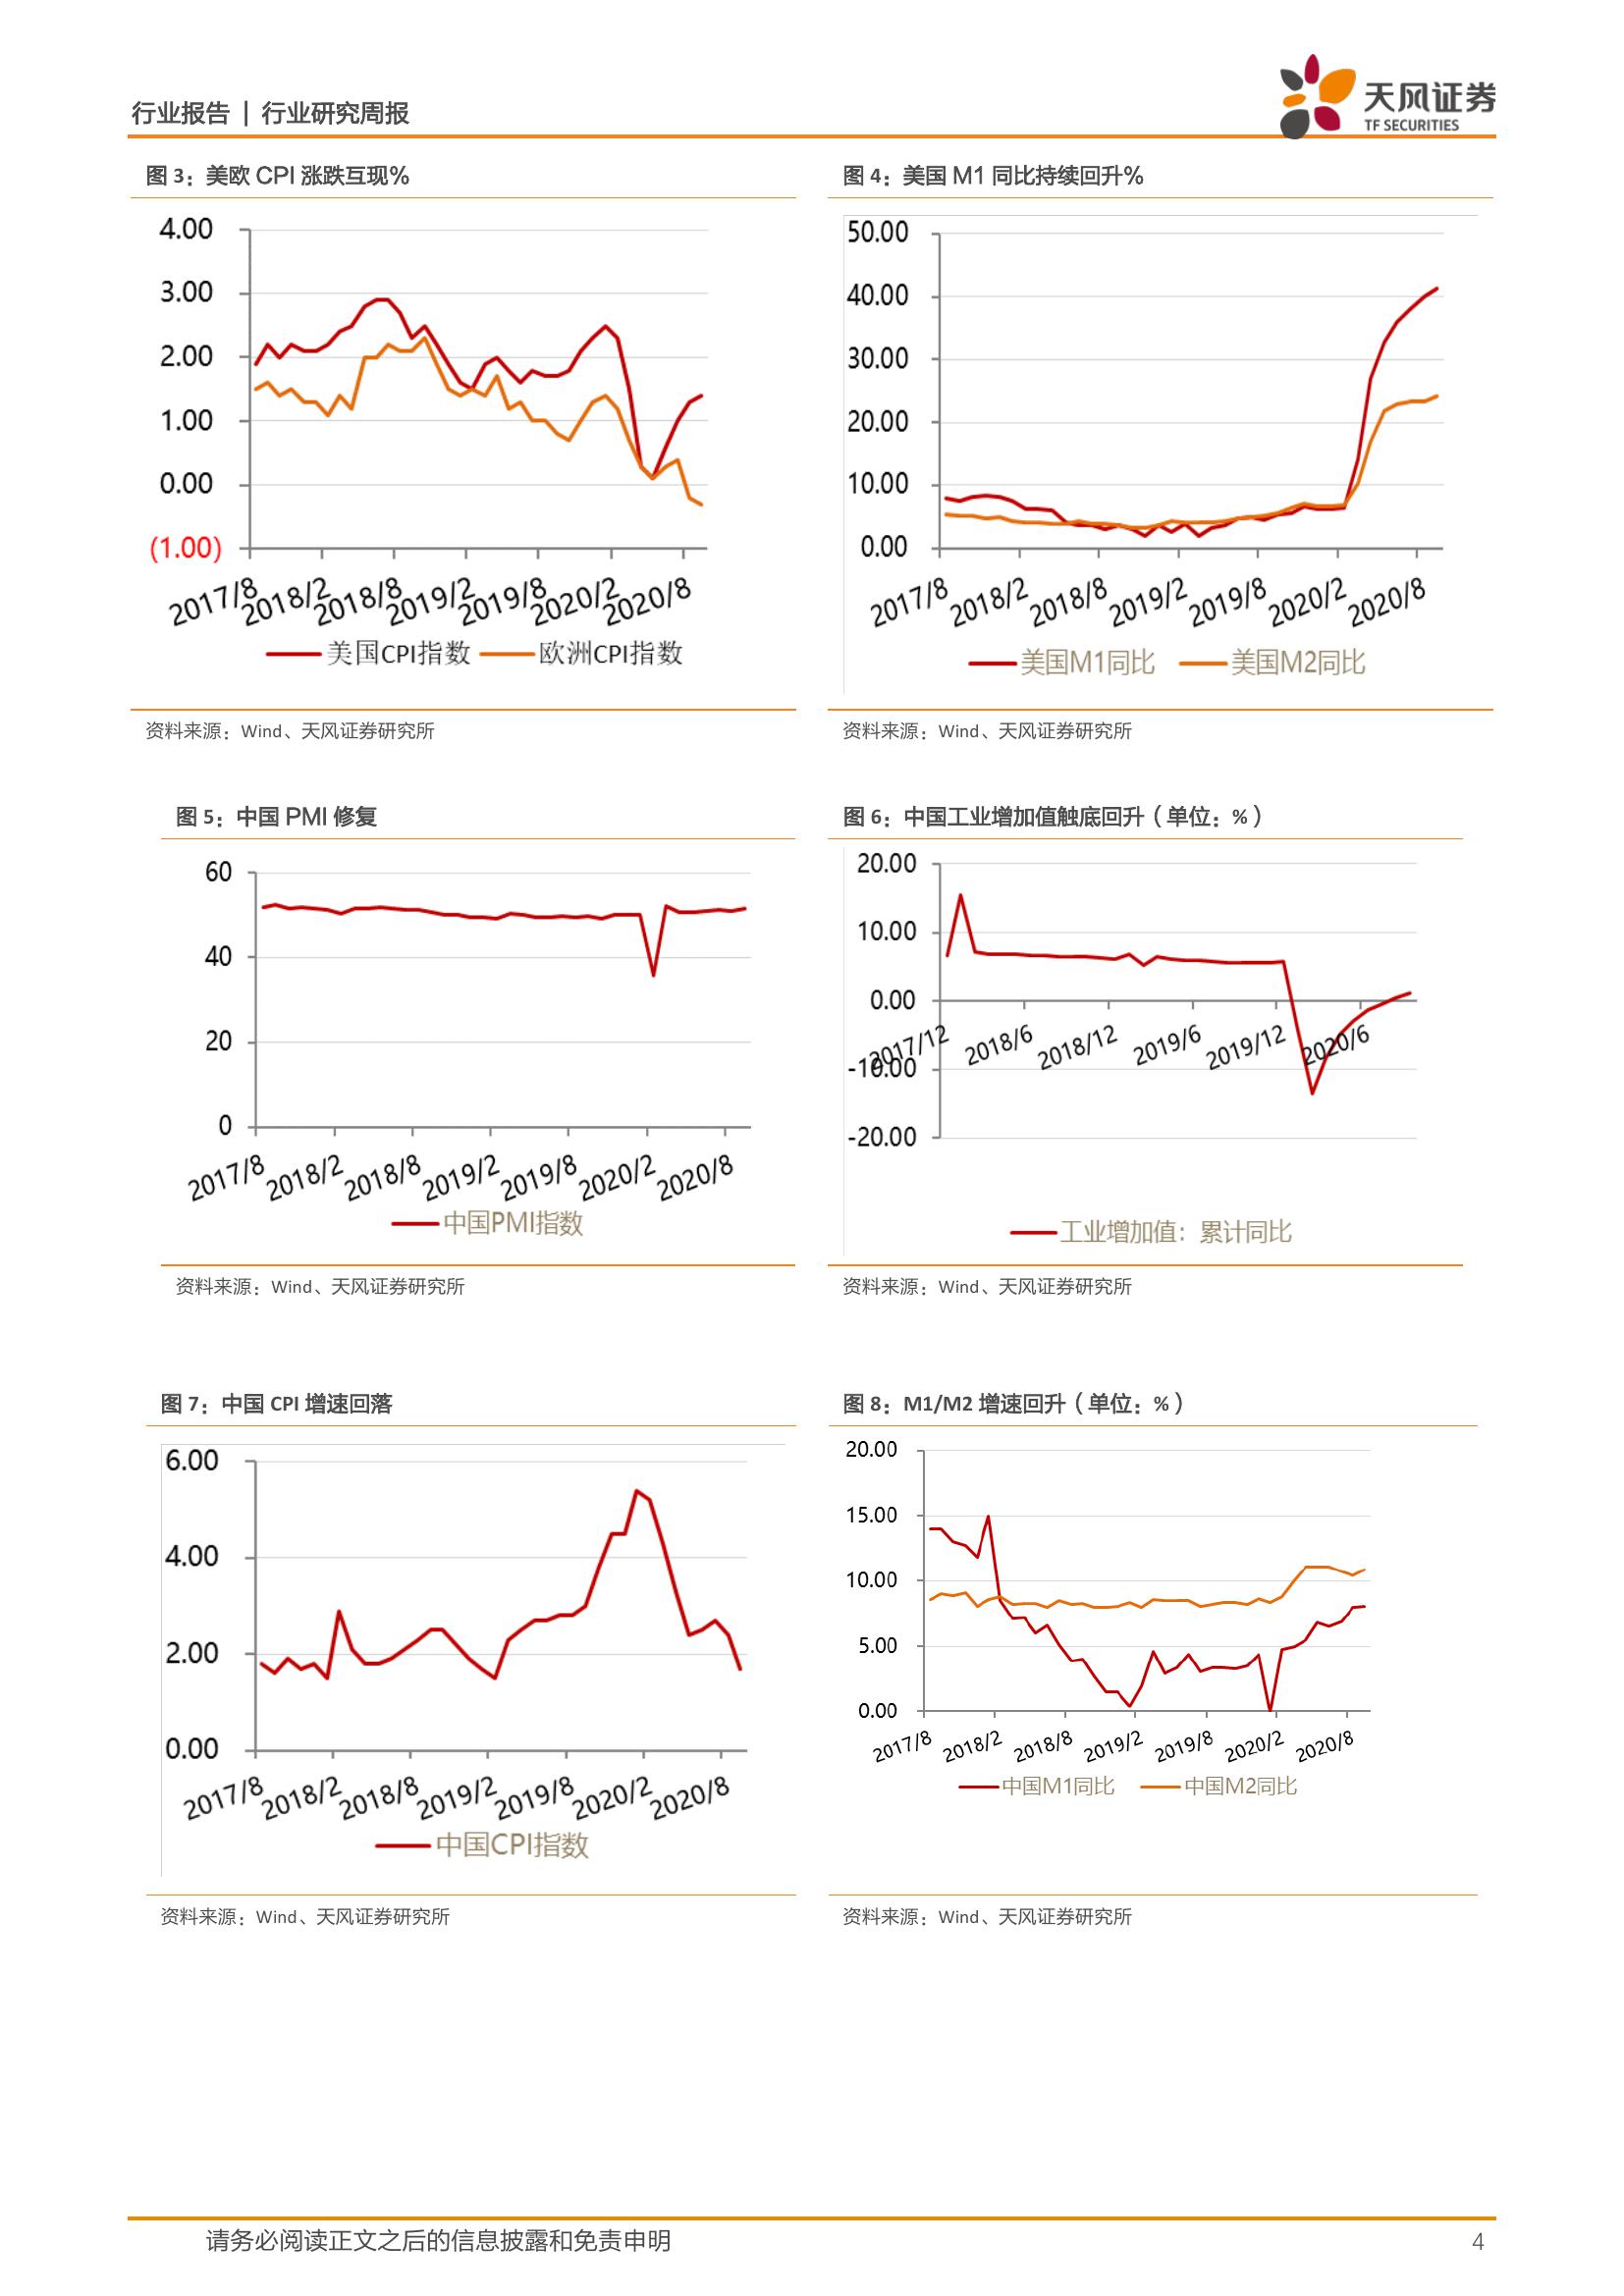 行业报告 | 行业研究周报
天风证券
TF SECURITIES
图 3：美欧 CPI 涨跌互现%
4.00
3.00
2.00
1.00
0.00
(1.00)
2017/8
2018/2
2018/8
2019/2
2019/8
2020/2
2020/8
美国CPI指数
欧洲CPI指数
资料来源：Wind、天风证券研究所
图 4：美国 M1 同比持续回升%
50.00
40.00
30.00
20.00
10.00
0.00
2017/8
2018/2
2018/8
2019/2
2019/8
2020/2
2020/8
美国M1同比
美国M2同比
资料来源：Wind、天风证券研究所
图 5：中国 PMI 修复
60
40
20
0
2017/8
2018/2
2018/8
2019/2
2019/8
2020/2
2020/8
中国PMI指数
资料来源：Wind、天风证券研究所
图 6：中国工业增加值触底回升（单位：%）
20.00
10.00
0.00
-10.00
-20.00
2017/12
2018/6
2018/12
2019/6
2019/12
2020/6
工业增加值：累计同比
资料来源：Wind、天风证券研究所
图 7：中国 CPI 增速回落
6.00
4.00
2.00
0.00
2017/8
2018/2
2018/8
2019/2
2019/8
2020/2
2020/8
中国CPI指数
资料来源：Wind、天风证券研究所
图 8：M1/M2 增速回升（单位：%）
20.00
15.00
10.00
5.00
0.00
2017/8
2018/2
2018/8
2019/2
2019/8
2020/2
2020/8
中国M1同比
中国M2同比
资料来源：Wind、天风证券研究所
请务必阅读正文之后的信息披露和免责申明
4